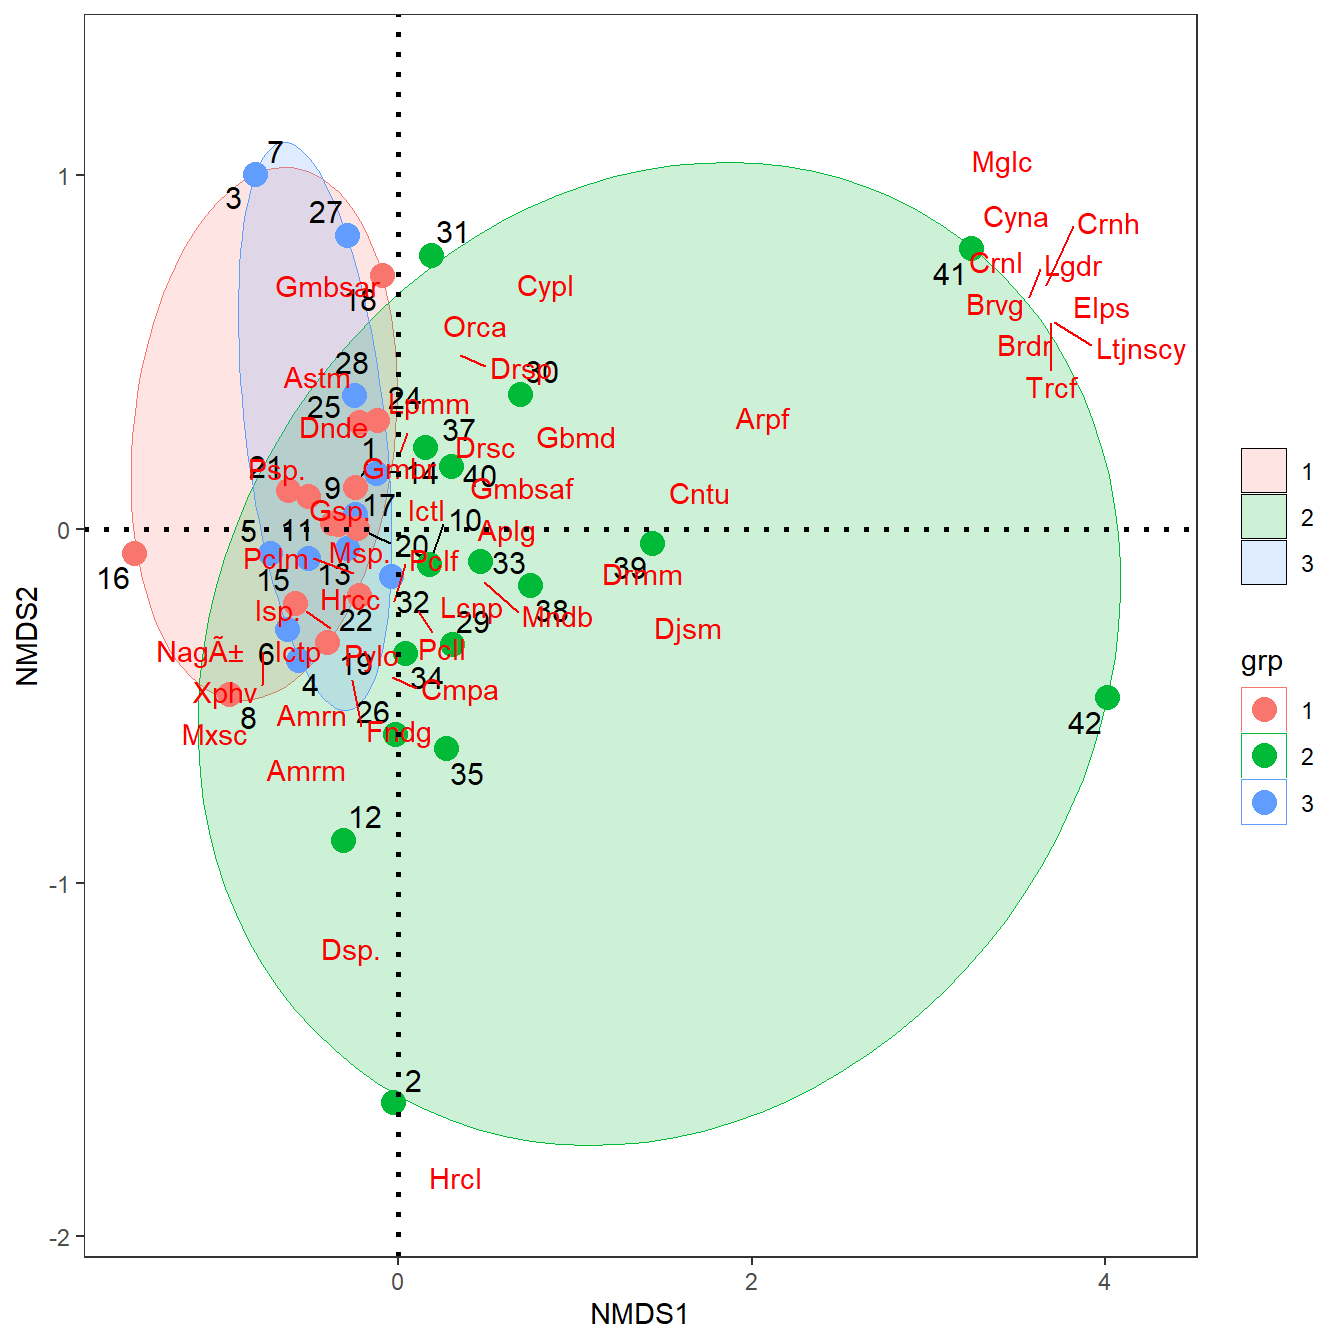 7
3
27
31
Gmbsar
18
Mglc
Cyna
Crnh
41
Crnl
Lgdr
Brvg
Elps
Brdr
Ltjnscy
Trcf
Cypl
Orca
Drsp
30
28
Astm
25
24
Lpmm
Dnde
37
Arpf
Gbmd
Drsc
1
21
Psp.
Gmbr
14
40
9
Gmbsaf
Cntu
17
Gsp.
Ictl
10
5
11
Aplg
20
Pclm
Msp.
Pclf
33
39
Drmm
16
15
13
Isp.
Hrcc
32
Lcnp
38
Mndb
22
29
Djsm
NagÃ±
6
Ictp
19
Pylo
Pcll
Xphv
4
34
Cmpa
8
Amrn
26
Fndg
42
Mxsc
Amrm
35
12
Dsp.
2
Hrcl
1
0
-1
-2
0
2
4
NMDS1
NMDS2
1
2
3
grp
1
2
3